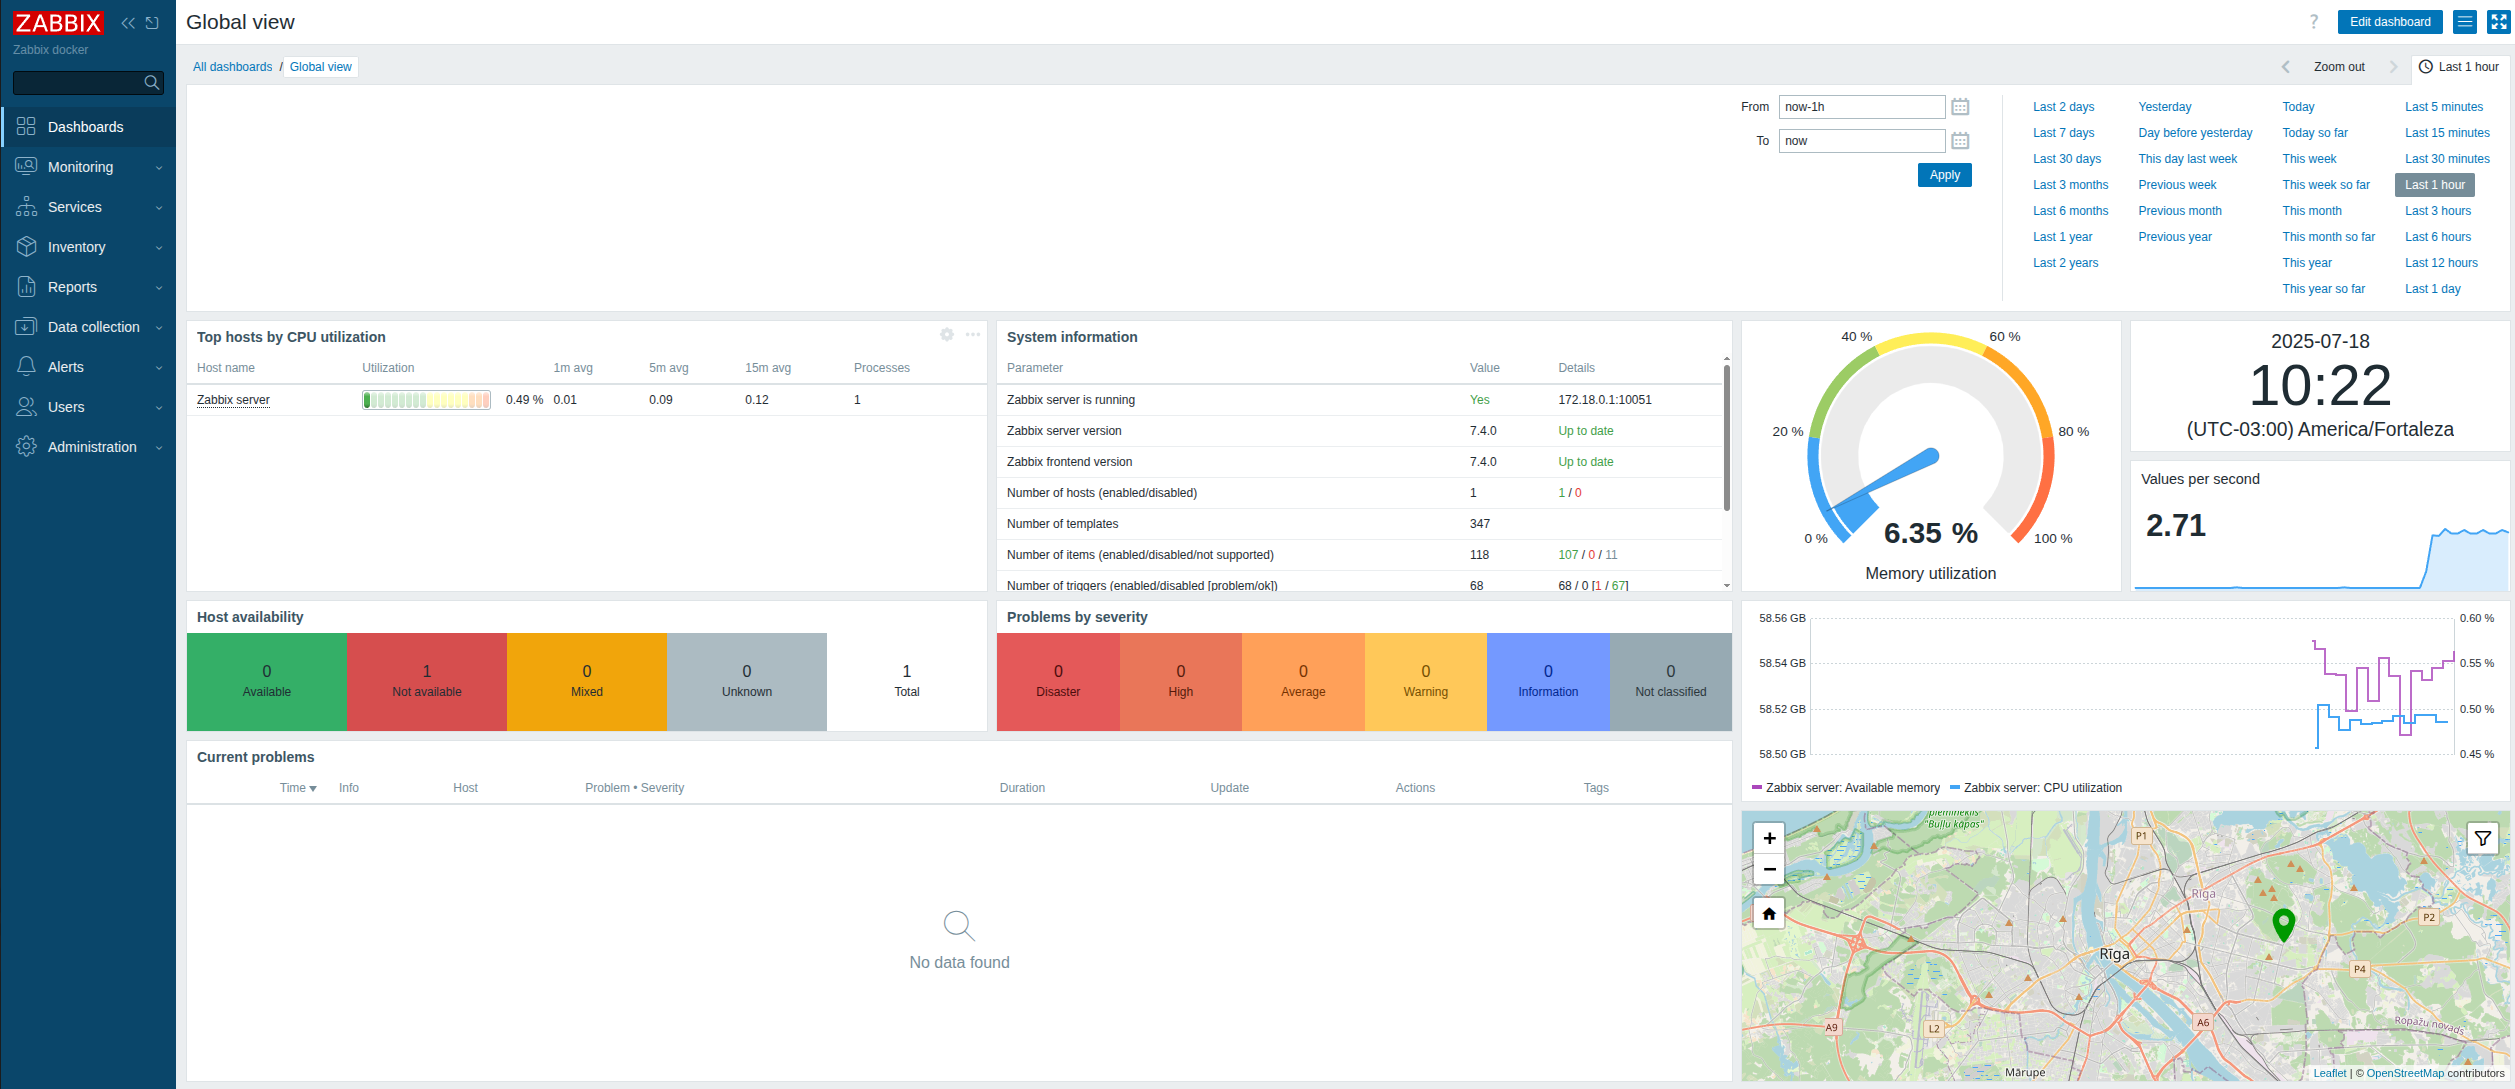 ZABBIX
Zabbix docker
Dashboards
Monitoring
Services
Inventory
Reports
Data collection
Alerts
Users
Administration
Global view
? Edit dashboard
All dashboards / Global view
Zoom out Last 1 hour
From now-1h
To now
Apply
Last 2 days Yesterday Today Last 5 minutes
Last 7 days Day before yesterday Today so far Last 15 minutes
Last 30 days This day last week This week Last 30 minutes
Last 3 months Previous week This week so far Last 1 hour
Last 6 months Previous month This month Last 3 hours
Last 1 year Previous year This month so far Last 6 hours
Last 2 years This year Last 12 hours
This year so far Last 1 day
Top hosts by CPU utilization
Host name Utilization 1m avg 5m avg 15m avg Processes
Zabbix server 0.49 % 0.01 0.09 0.12 1
System information
Parameter Value Details
Zabbix server is running Yes 172.18.0.1:10051
Zabbix server version 7.4.0 Up to date
Zabbix frontend version 7.4.0 Up to date
Number of hosts (enabled/disabled) 1 1 / 0
Number of templates 347
Number of items (enabled/disabled/not supported) 118 107 / 0 / 11
Number of triggers (enabled/disabled [problem/ok]) 68 68 / 0 [1 / 67]
40 % 60 %
20 % 80 %
0 % 6.35 % 100 %
Memory utilization
2025-07-18
10:22
(UTC-03:00) America/Fortaleza
Values per second
2.71
Host availability
0 1 0 0 1
Available Not available Mixed Unknown Total
Problems by severity
0 0 0 0 0 0
Disaster High Average Warning Information Not classified
58.56 GB 0.60 %
58.54 GB 0.55 %
58.52 GB 0.50 %
58.50 GB 0.45 %
Zabbix server: Available memory Zabbix server: CPU utilization
Current problems
Time Info Host Problem • Severity Duration Update Actions Tags
No data found
piemineklis
"Buļļu kāpas"
P1
+
−
Rīga
P2
Rīga
P4
A9 L2 A6
Ropažu novads
Mārupe
Leaflet | © OpenStreetMap contributors